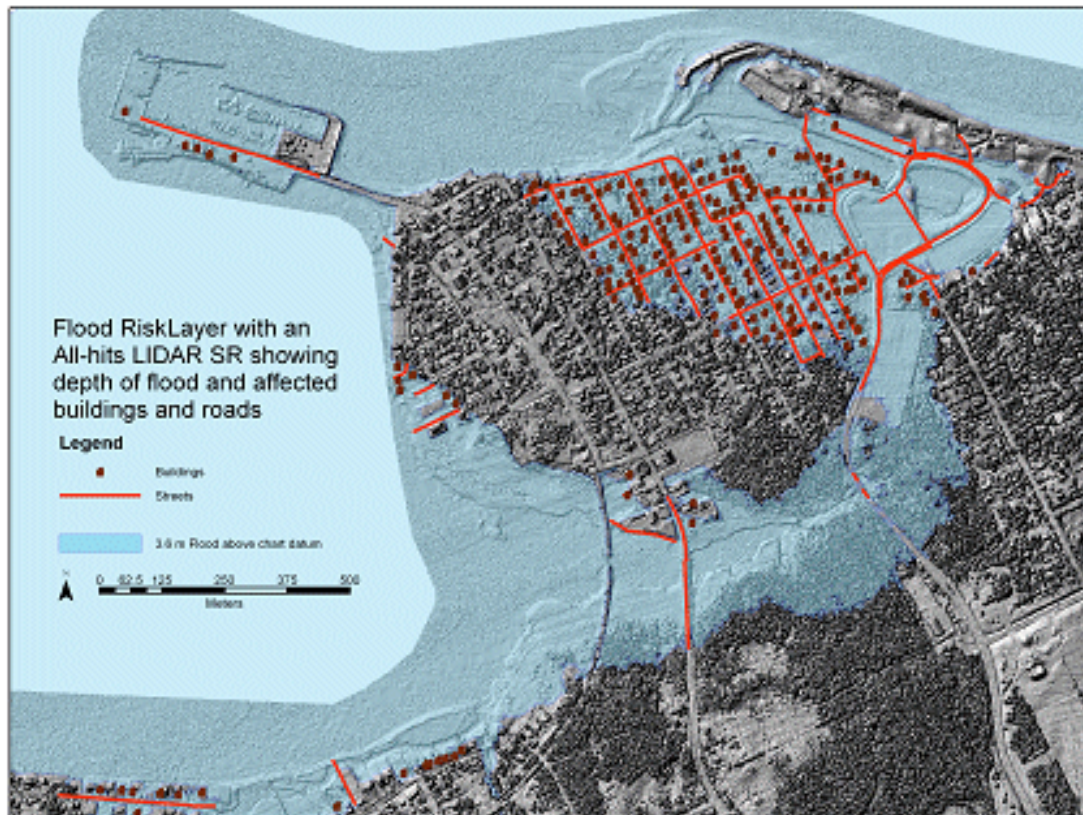 Flood RiskLayer with an
All-hits LIDAR SR showing
depth of flood and affected
buildings and roads
Legend
Buildings
Streets
3.6 m Flood above chart datum
N
0 62.5 125 250 375 500
Meters